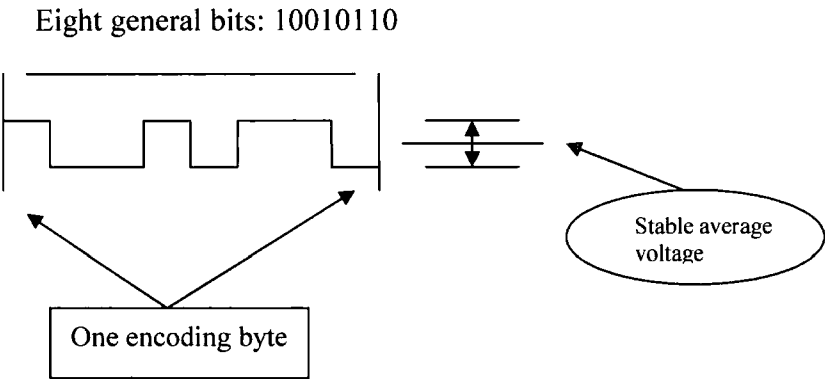 Eight general bits: 10010110
Stable average
voltage
One encoding byte